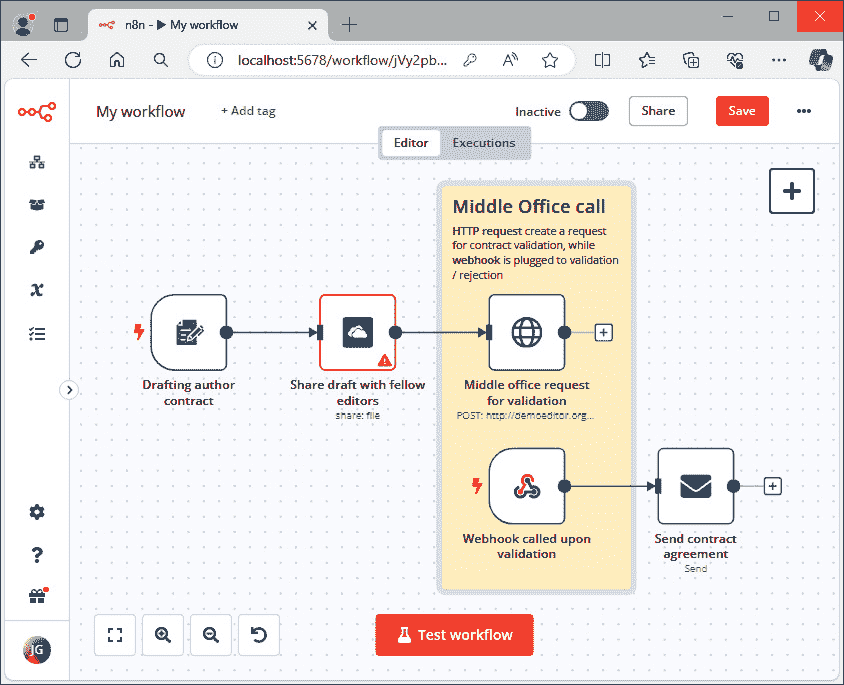 n8n - ▶ My workflow
localhost:5678/workflow/jVy2pb...
My workflow
+ Add tag
Inactive
Share
Save
Editor
Executions
Middle Office call
HTTP request create a request
for contract validation, while
webhook is plugged to validation
/ rejection
Drafting author
contract
Share draft with fellow
editors
share: file
Middle office request
for validation
POST: http://demoeditor.org...
Webhook called upon
validation
Send contract
agreement
Send
Test workflow
JG